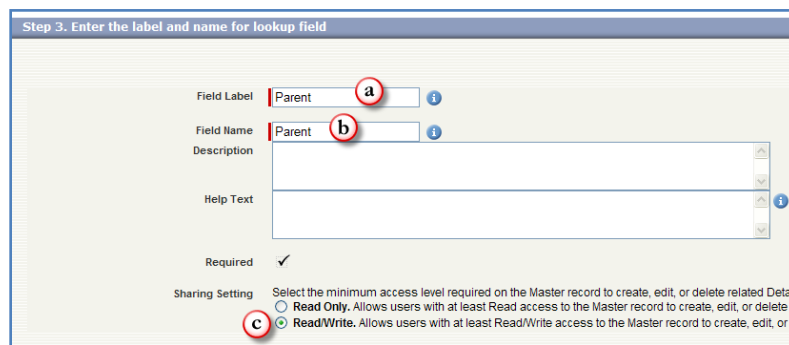 Step 3. Enter the label and name for lookup field
Field Label Parent a i
Field Name Parent b i
Description
Help Text i
Required
Sharing Setting Select the minimum access level required on the Master record to create, edit, or delete related Deta
Read Only. Allows users with at least Read access to the Master record to create, edit, or delete
c Read/Write. Allows users with at least Read/Write access to the Master record to create, edit, or